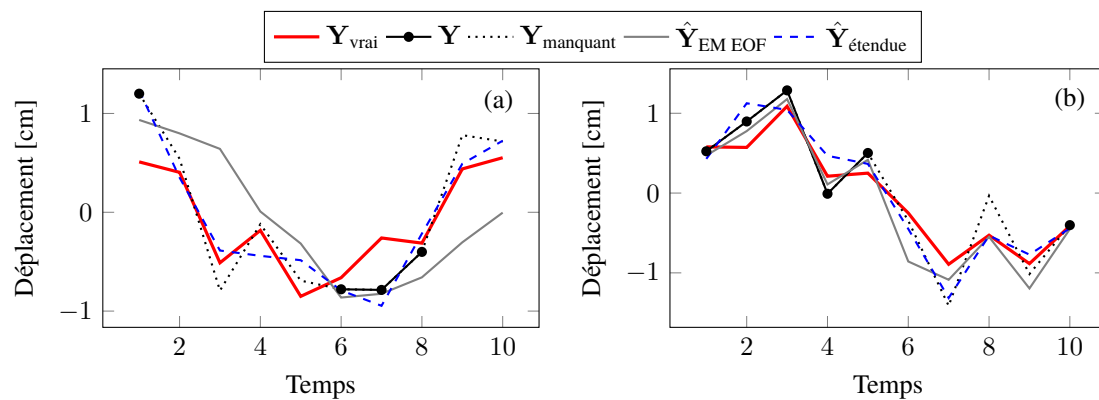 Y_vrai Y Y_manquant Ŷ_EM EOF Ŷ_étendue
(a)
Déplacement [cm]
1
0
−1
2 4 6 8 10
Temps
(b)
Déplacement [cm]
1
0
−1
2 4 6 8 10
Temps